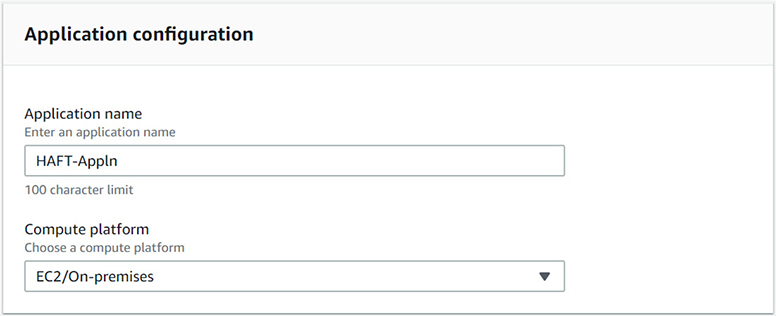 Application configuration
Application name
Enter an application name
HAFT-Appln
100 character limit
Compute platform
Choose a compute platform
EC2/On-premises